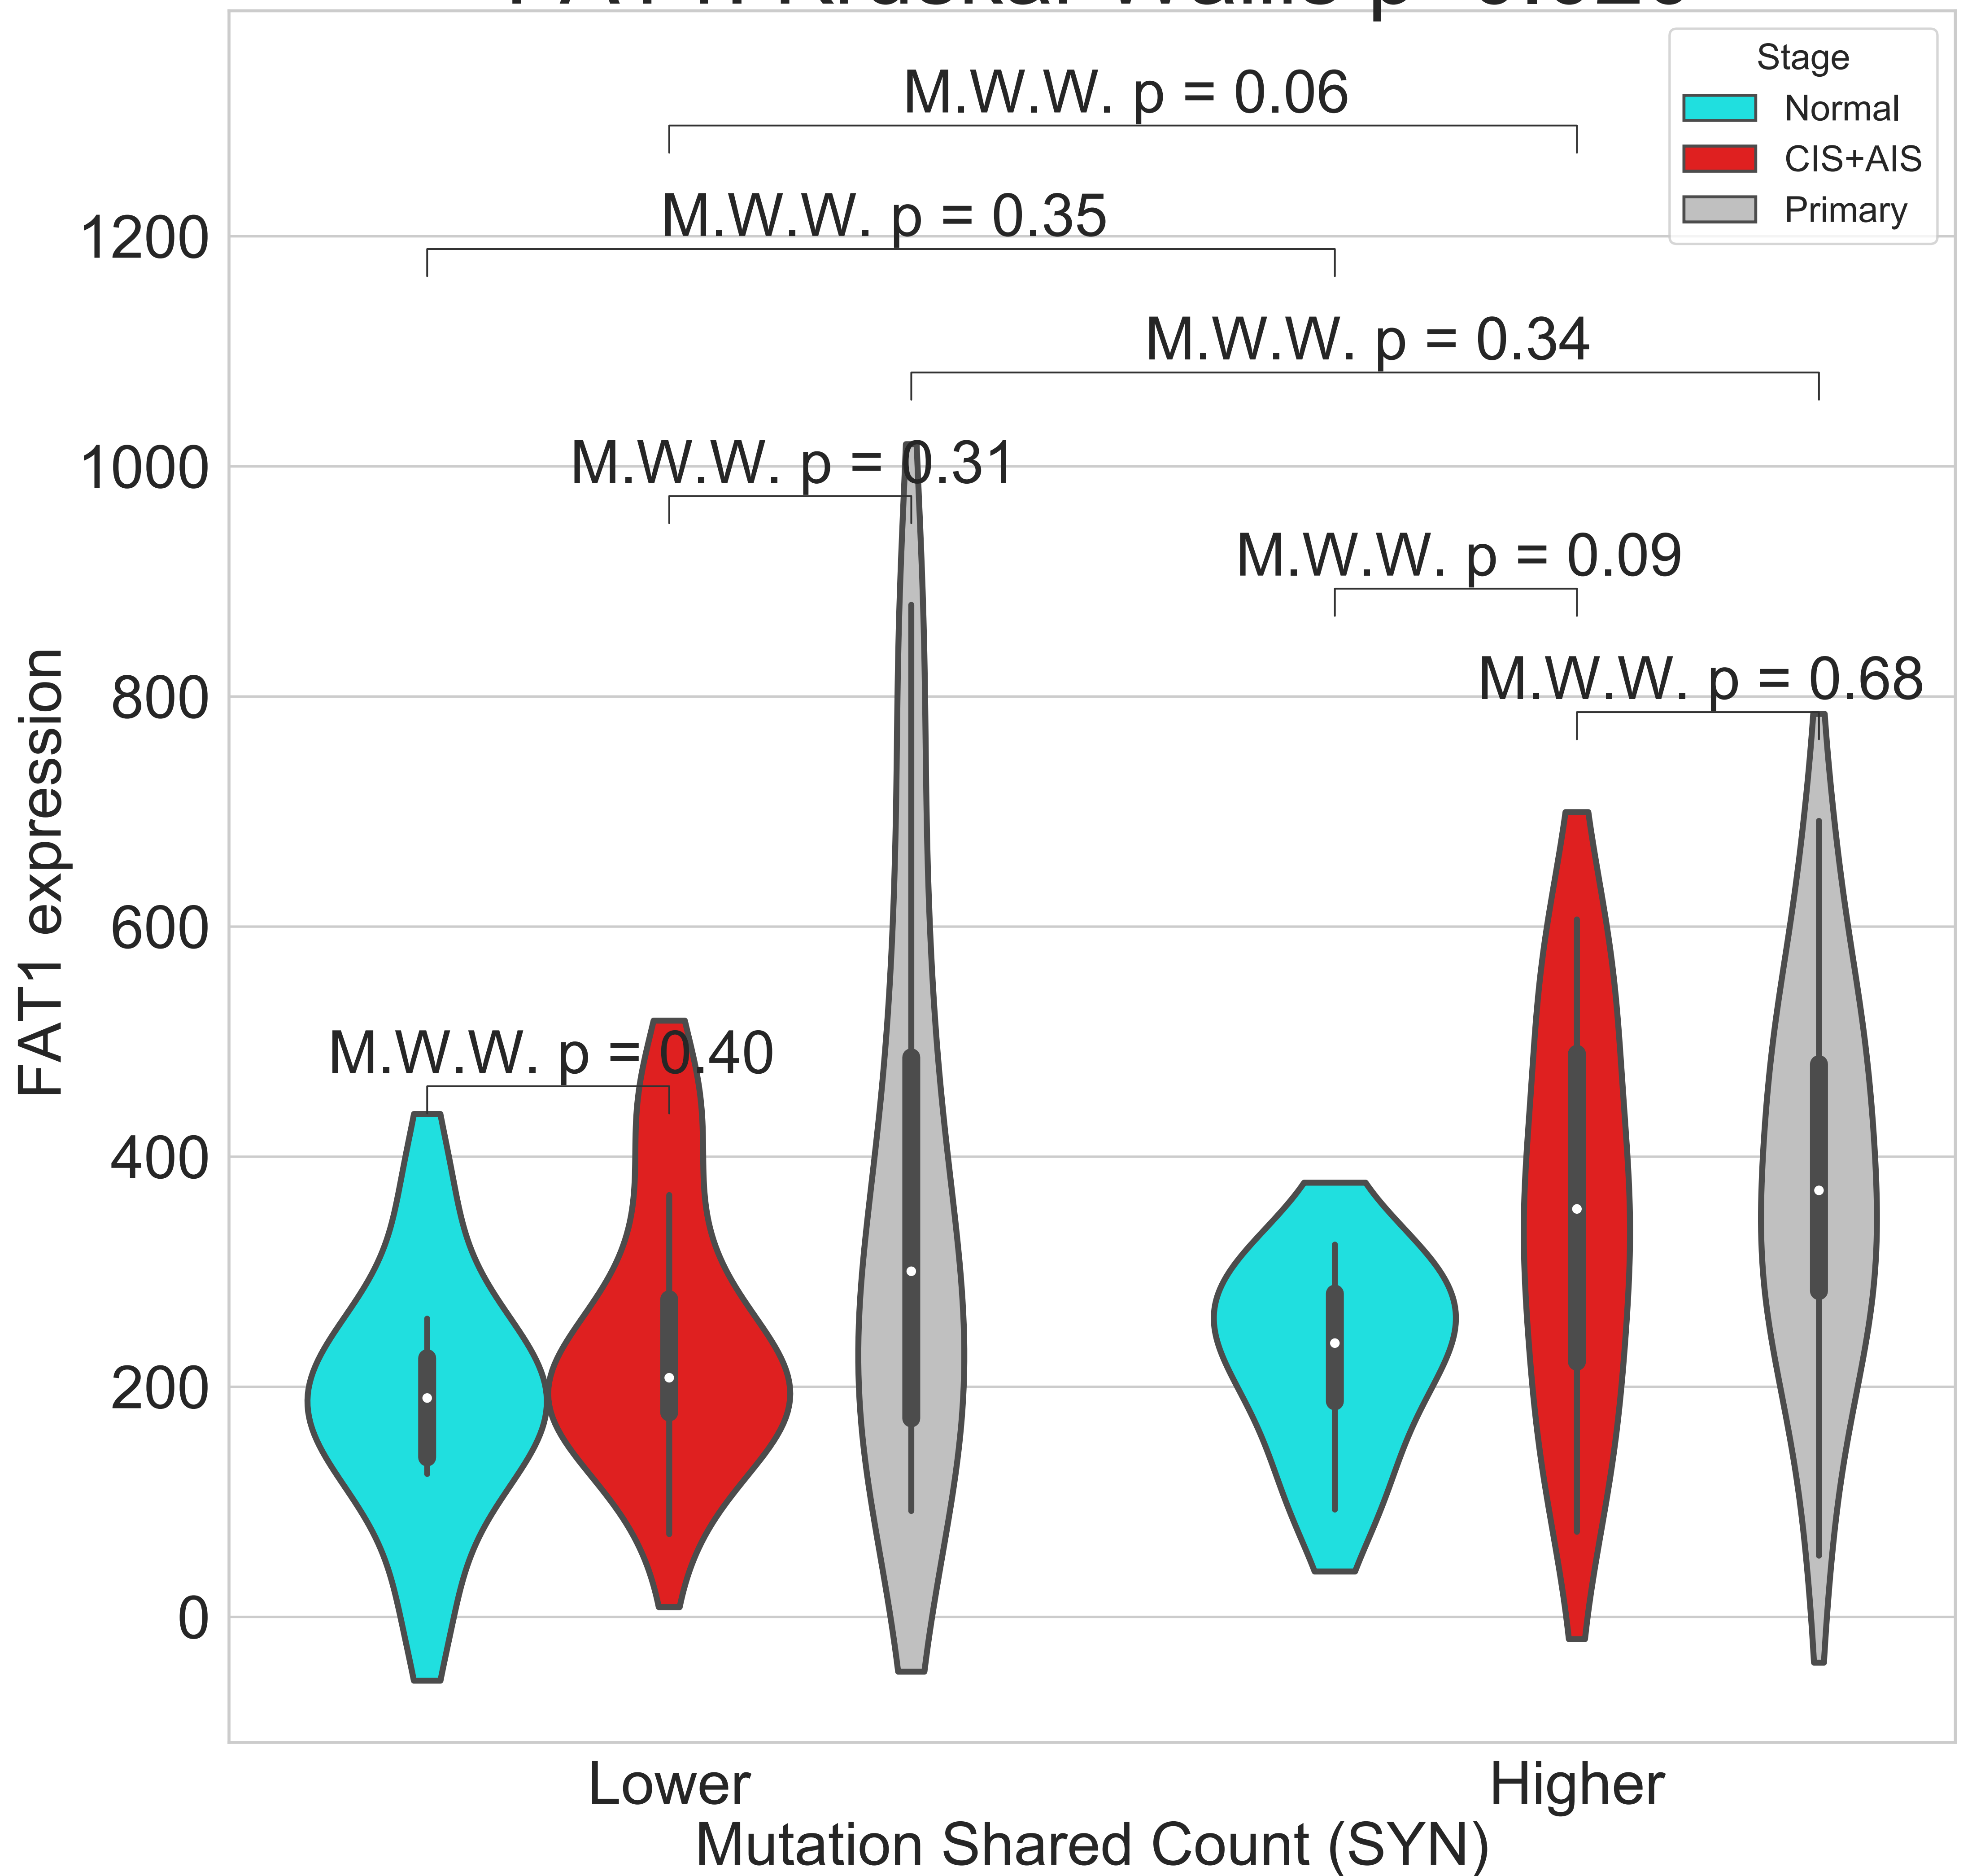 Stage
Normal
CIS+AIS
Primary
M.W.W. p = 0.06
M.W.W. p = 0.35
M.W.W. p = 0.34
M.W.W. p = 0.31
M.W.W. p = 0.09
M.W.W. p = 0.68
M.W.W. p = 0.40
1200
1000
800
600
400
200
0
FAT1 expression
Lower
Higher
Mutation Shared Count (SYN)